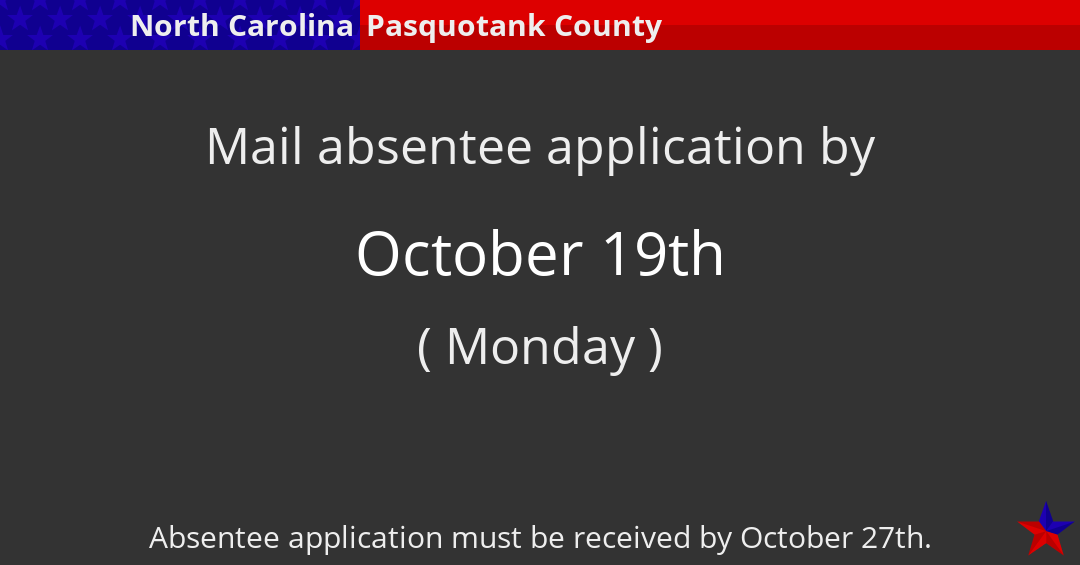 North Carolina Pasquotank County
Mail absentee application by
October 19th
( Monday )
Absentee application must be received by October 27th.